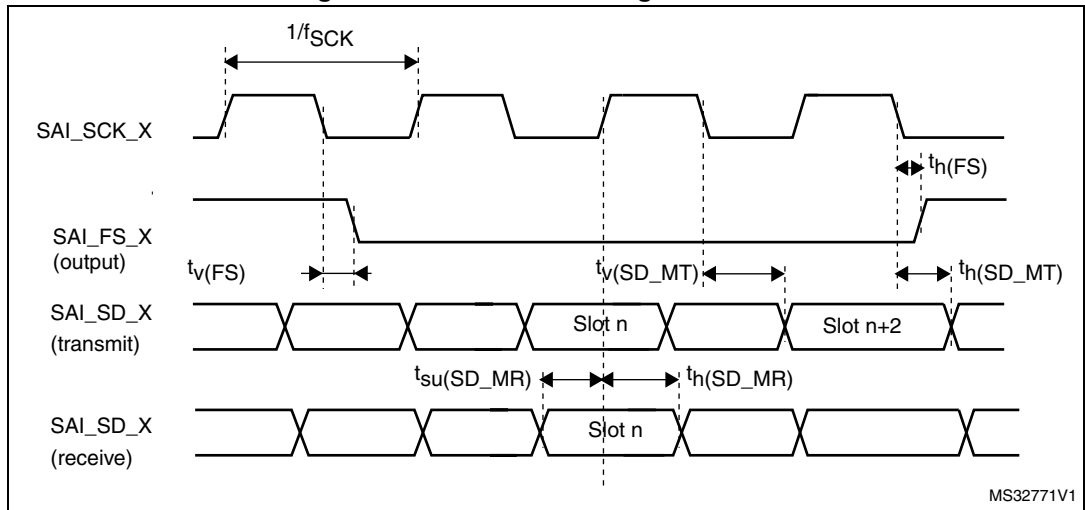 1/fSCK
SAI_SCK_X
th(FS)
SAI_FS_X
(output)
tv(FS)
tv(SD_MT)
th(SD_MT)
SAI_SD_X
(transmit)
Slot n
Slot n+2
tsu(SD_MR)
th(SD_MR)
SAI_SD_X
(receive)
Slot n
MS32771V1